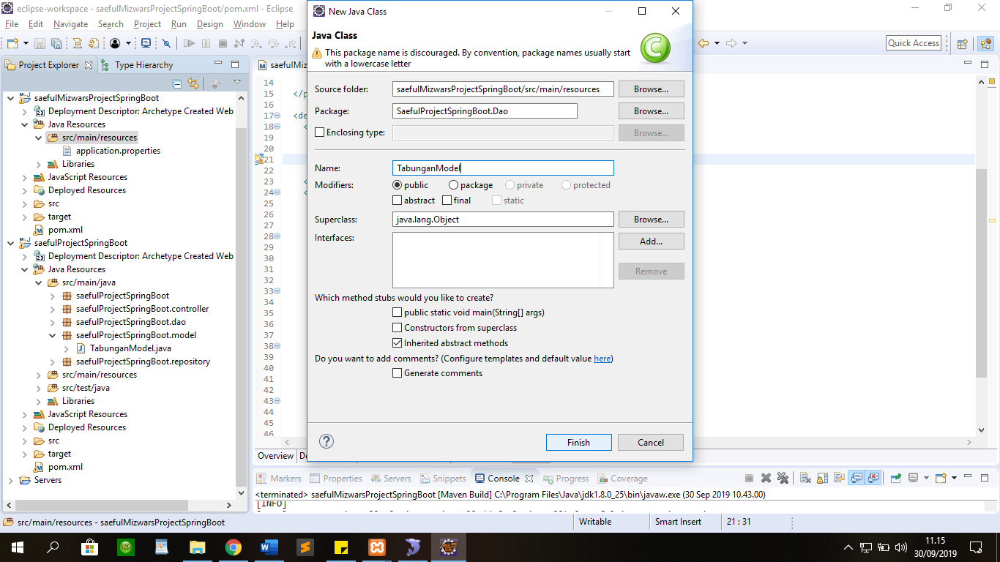 eclipse-workspace - saefulMizwarsProjectSpringBoot/pom.xml - Eclipse
File Edit Navigate Search Project Run Design Window Help
Quick Access
Project Explorer
Type Hierarchy
saefulMizwarsProjectSpringBoot
Deployment Descriptor: Archetype Created Web
Java Resources
src/main/resources
application.properties
Libraries
JavaScript Resources
Deployed Resources
src
target
pom.xml
saefulProjectSpringBoot
Deployment Descriptor: Archetype Created Web
Java Resources
src/main/java
saefulProjectSpringBoot
saefulProjectSpringBoot.controller
saefulProjectSpringBoot.dao
saefulProjectSpringBoot.model
TabunganModel.java
saefulProjectSpringBoot.repository
src/main/resources
src/test/java
Libraries
JavaScript Resources
Deployed Resources
src
target
pom.xml
Servers
saefulMiz
14
15 </p
16
17 <de
18 <
19
20
21
22
23 <
24 <
25
26
27
28
29
30
31
32
33
34
35
36
37
38
39
40
41
42
43
44
45
46
Overview
New Java Class
Java Class
This package name is discouraged. By convention, package names usually start
with a lowercase letter
Source folder: saefulMizwarsProjectSpringBoot/src/main/resources Browse...
Package: SaefulProjectSpringBoot.Dao Browse...
Enclosing type: Browse...
Name: TabunganModel
Modifiers: public package private protected
abstract final static
Superclass: java.lang.Object Browse...
Interfaces: Add...
Remove
Which method stubs would you like to create?
public static void main(String[] args)
Constructors from superclass
Inherited abstract methods
Do you want to add comments? (Configure templates and default value here)
Generate comments
Finish Cancel
Markers Properties Servers Snippets Console Progress Coverage
<terminated> saefulMizwarsProjectSpringBoot [Maven Build] C:\Program Files\Java\jdk1.8.0_25\bin\javaw.exe (30 Sep 2019 10.43.00)
[INFO]
src/main/resources - saefulMizwarsProjectSpringBoot
Writable Smart Insert 21 : 31
11.15
30/09/2019